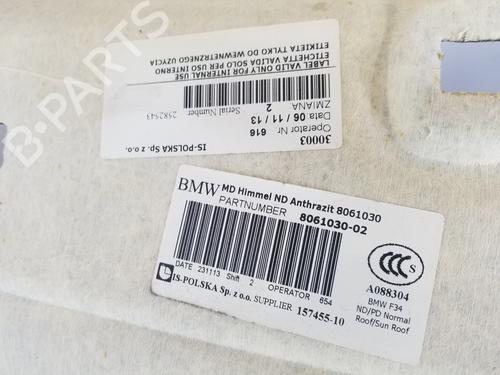 B-PARTS
LABEL VALID ONLY FOR INTERNAL USE
ETICHETTA VALIDA SOLO PER USO INTERNO
ETIKIETA TYLKO DO WEWNETRZNEGO UZYCIA
Serial Number 2582543
ZMIANA 2
Data 06 / 11 / 13
Operator Nr 616
30003
IS-POLSKA Sp. z o.o.
BMW MD Himmel ND Anthrazit 8061030
PARTNUMBER 8061030-02
DATE 231113 Shift 2 OPERATOR 654
IS-POLSKA Sp. z o.o. SUPPLIER 157455-10
CCC S
A088304
BMW F34
ND/PD Normal
Roof/Sun Roof